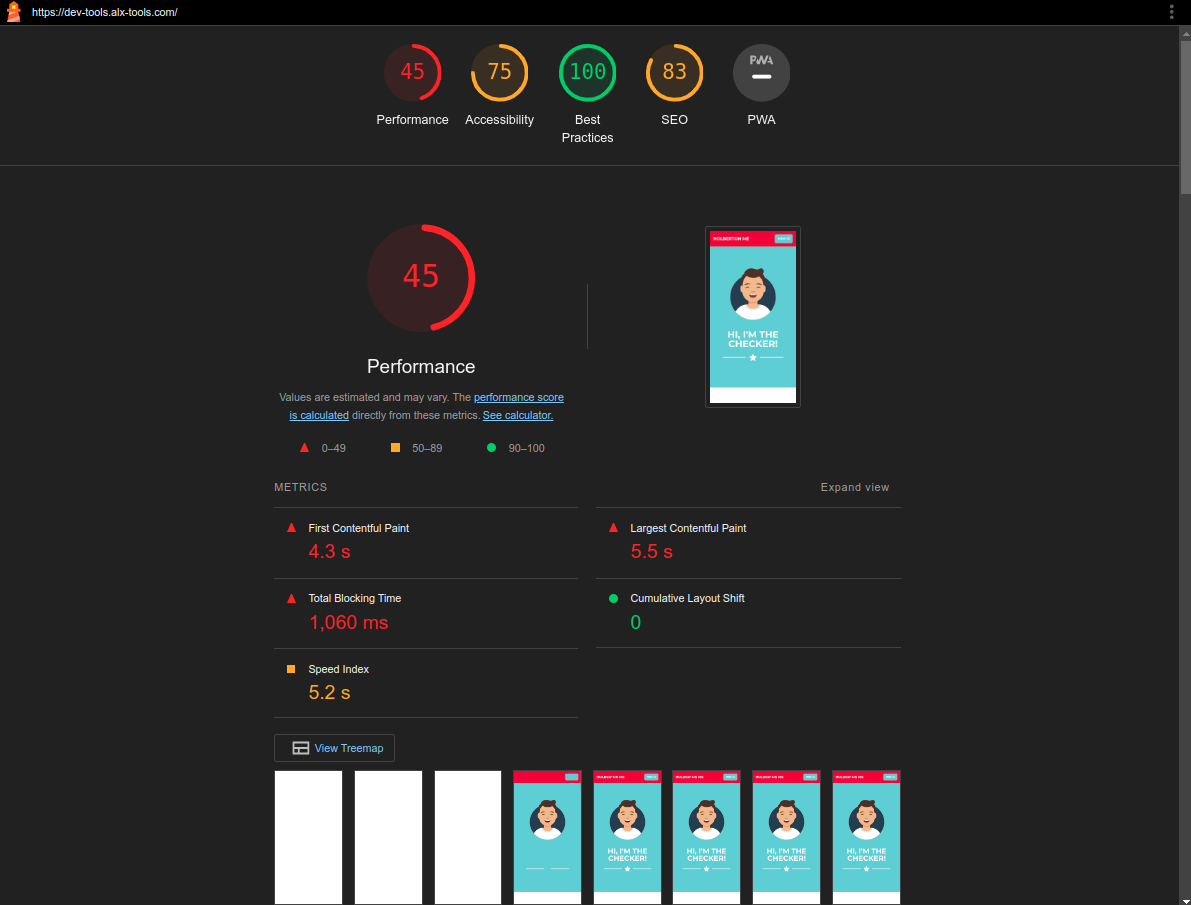 https://dev-tools.alx-tools.com/
45
75
100
83
PWA
Performance
Accessibility
Best
Practices
SEO
PWA
45
Performance
Values are estimated and may vary. The performance score
is calculated directly from these metrics. See calculator.
0–49
50–89
90–100
HOLBERTON ME
HI, I'M THE
CHECKER!
METRICS
Expand view
First Contentful Paint
4.3 s
Largest Contentful Paint
5.5 s
Total Blocking Time
1,060 ms
Cumulative Layout Shift
0
Speed Index
5.2 s
View Treemap
HOLBERTON ME
HI, I'M THE
CHECKER!
HOLBERTON ME
HI, I'M THE
CHECKER!
HOLBERTON ME
HI, I'M THE
CHECKER!
HOLBERTON ME
HI, I'M THE
CHECKER!